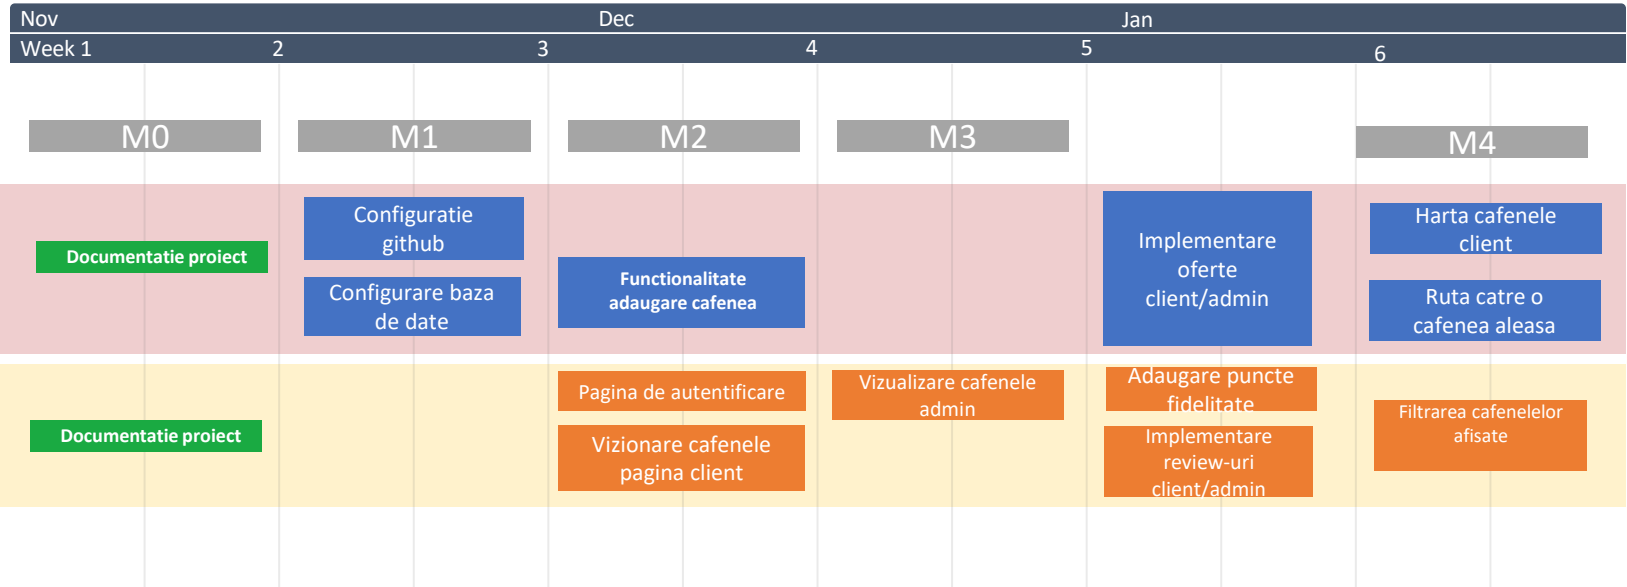 Nov Dec Jan
Week 1 2 3 4 5 6
M0 M1 M2 M3 M4
Documentatie proiect
Configuratie
github
Configurare baza
de date
Functionalitate
adaugare cafenea
Implementare
oferte
client/admin
Harta cafenele
client
Ruta catre o
cafenea aleasa
Documentatie proiect
Pagina de autentificare
Vizionare cafenele
pagina client
Vizualizare cafenele
admin
Adaugare puncte
fidelitate
Implementare
review-uri
client/admin
Filtrarea cafenelelor
afisate